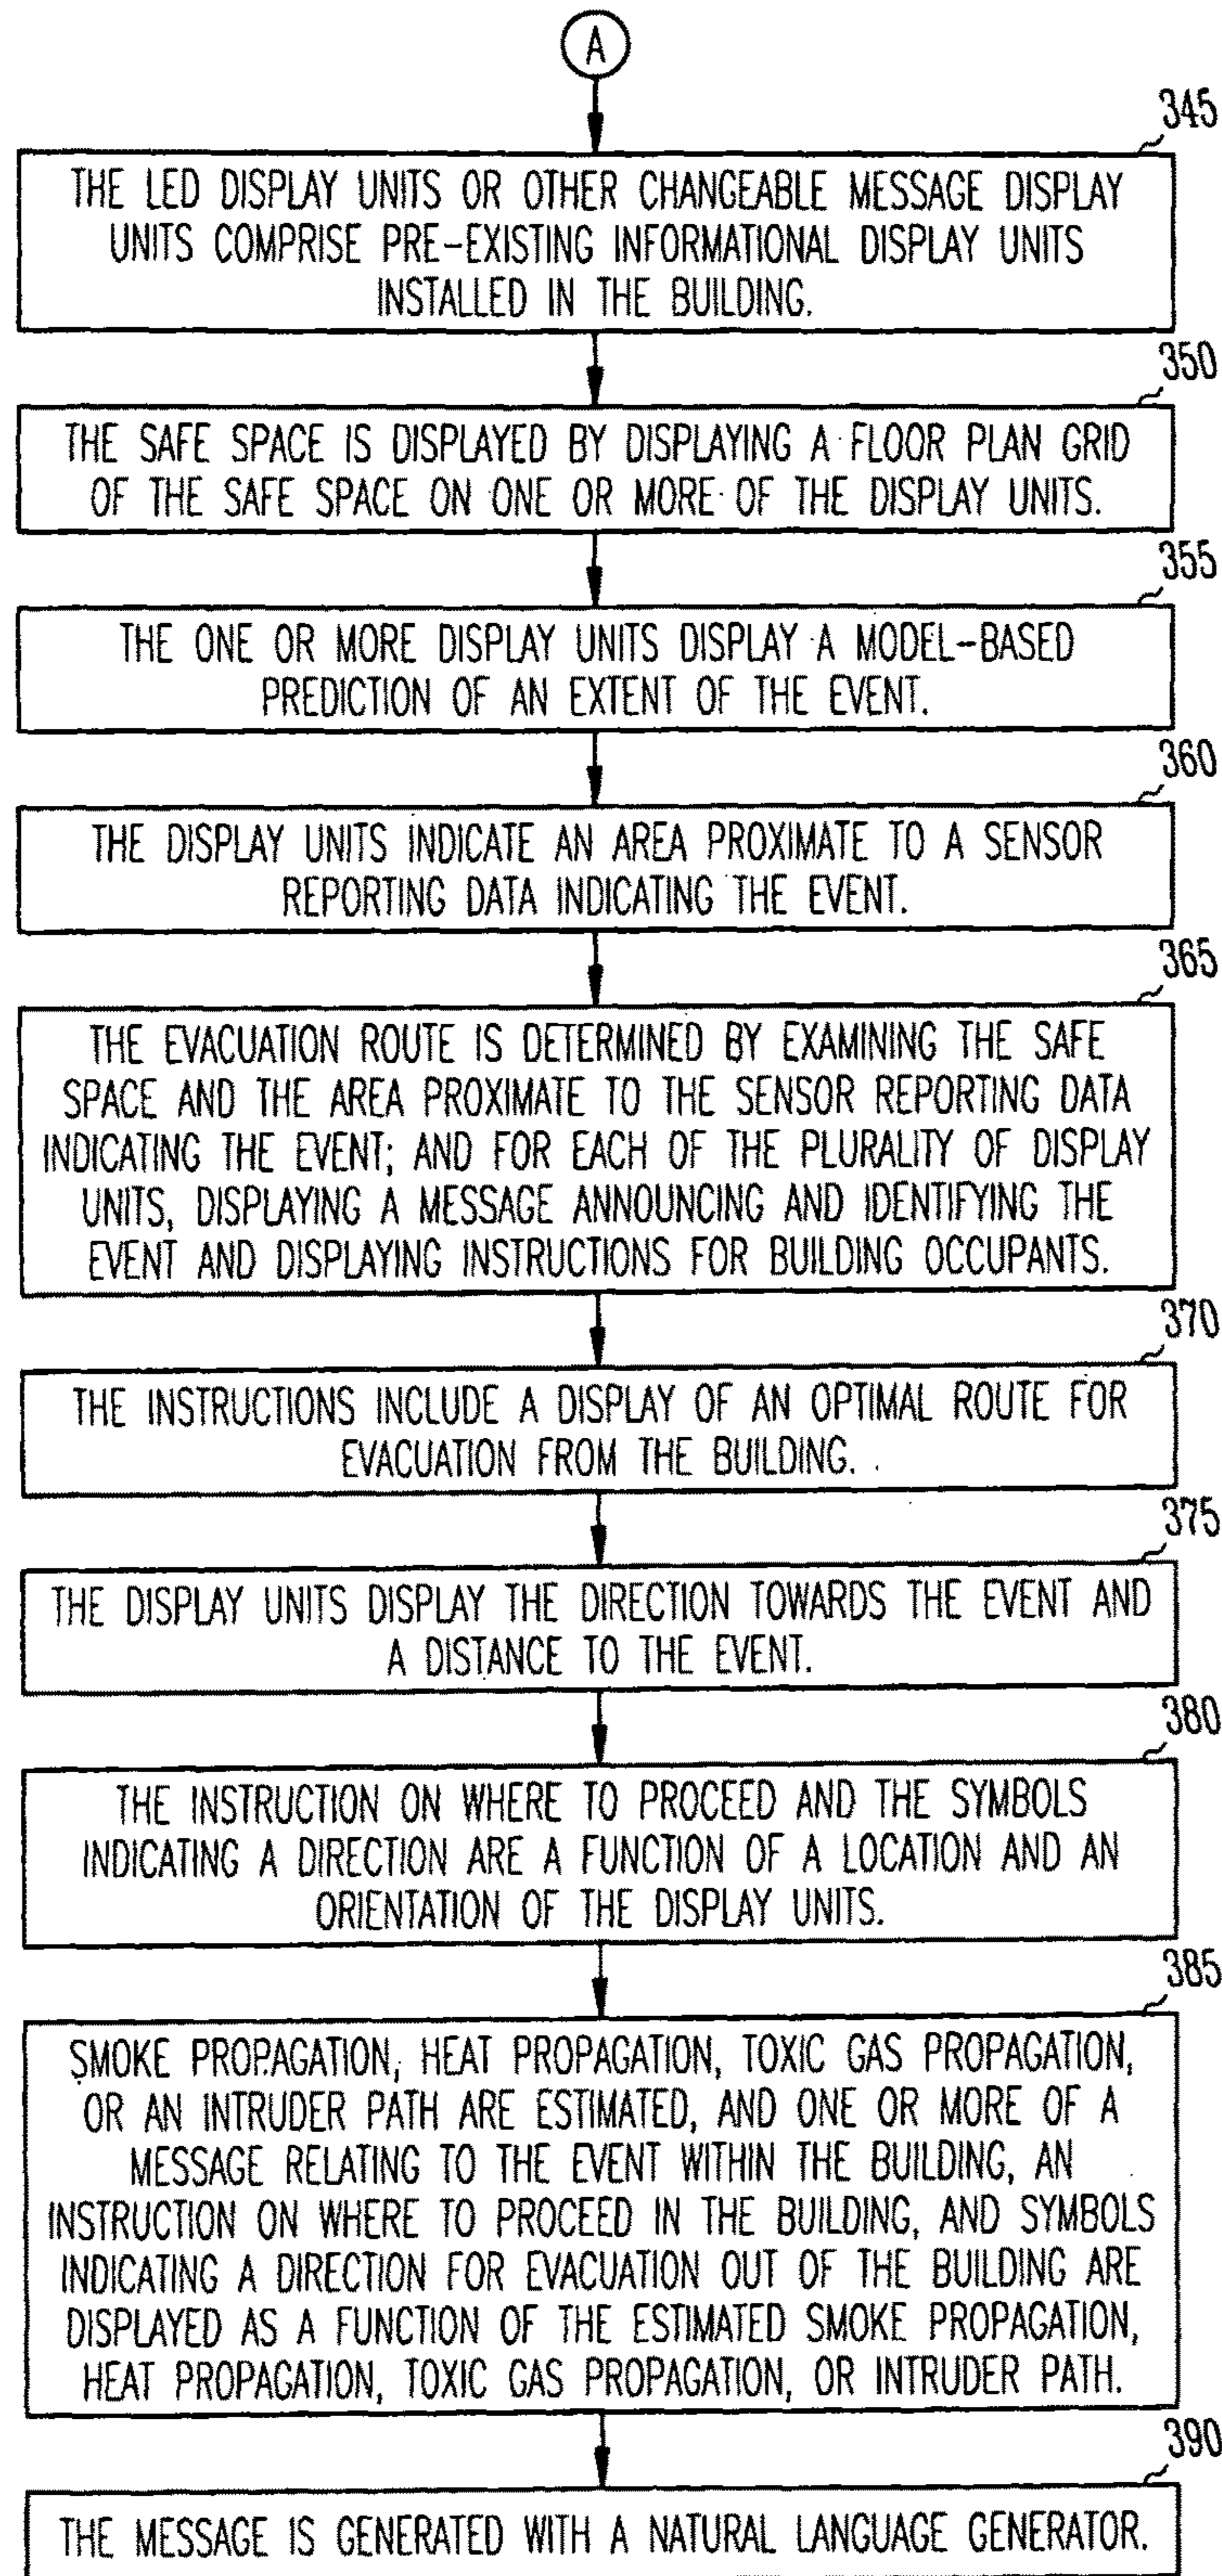 A
345
THE LED DISPLAY UNITS OR OTHER CHANGEABLE MESSAGE DISPLAY
UNITS COMPRISE PRE-EXISTING INFORMATIONAL DISPLAY UNITS
INSTALLED IN THE BUILDING.
350
THE SAFE SPACE IS DISPLAYED BY DISPLAYING A FLOOR PLAN GRID
OF THE SAFE SPACE ON ONE OR MORE OF THE DISPLAY UNITS.
355
THE ONE OR MORE DISPLAY UNITS DISPLAY A MODEL-BASED
PREDICTION OF AN EXTENT OF THE EVENT.
360
THE DISPLAY UNITS INDICATE AN AREA PROXIMATE TO A SENSOR
REPORTING DATA INDICATING THE EVENT.
365
THE EVACUATION ROUTE IS DETERMINED BY EXAMINING THE SAFE
SPACE AND THE AREA PROXIMATE TO THE SENSOR REPORTING DATA
INDICATING THE EVENT; AND FOR EACH OF THE PLURALITY OF DISPLAY
UNITS, DISPLAYING A MESSAGE ANNOUNCING AND IDENTIFYING THE
EVENT AND DISPLAYING INSTRUCTIONS FOR BUILDING OCCUPANTS.
370
THE INSTRUCTIONS INCLUDE A DISPLAY OF AN OPTIMAL ROUTE FOR
EVACUATION FROM THE BUILDING.
375
THE DISPLAY UNITS DISPLAY THE DIRECTION TOWARDS THE EVENT AND
A DISTANCE TO THE EVENT.
380
THE INSTRUCTION ON WHERE TO PROCEED AND THE SYMBOLS
INDICATING A DIRECTION ARE A FUNCTION OF A LOCATION AND AN
ORIENTATION OF THE DISPLAY UNITS.
385
SMOKE PROPAGATION, HEAT PROPAGATION, TOXIC GAS PROPAGATION,
OR AN INTRUDER PATH ARE ESTIMATED, AND ONE OR MORE OF A
MESSAGE RELATING TO THE EVENT WITHIN THE BUILDING, AN
INSTRUCTION ON WHERE TO PROCEED IN THE BUILDING, AND SYMBOLS
INDICATING A DIRECTION FOR EVACUATION OUT OF THE BUILDING ARE
DISPLAYED AS A FUNCTION OF THE ESTIMATED SMOKE PROPAGATION,
HEAT PROPAGATION, TOXIC GAS PROPAGATION, OR INTRUDER PATH.
390
THE MESSAGE IS GENERATED WITH A NATURAL LANGUAGE GENERATOR.